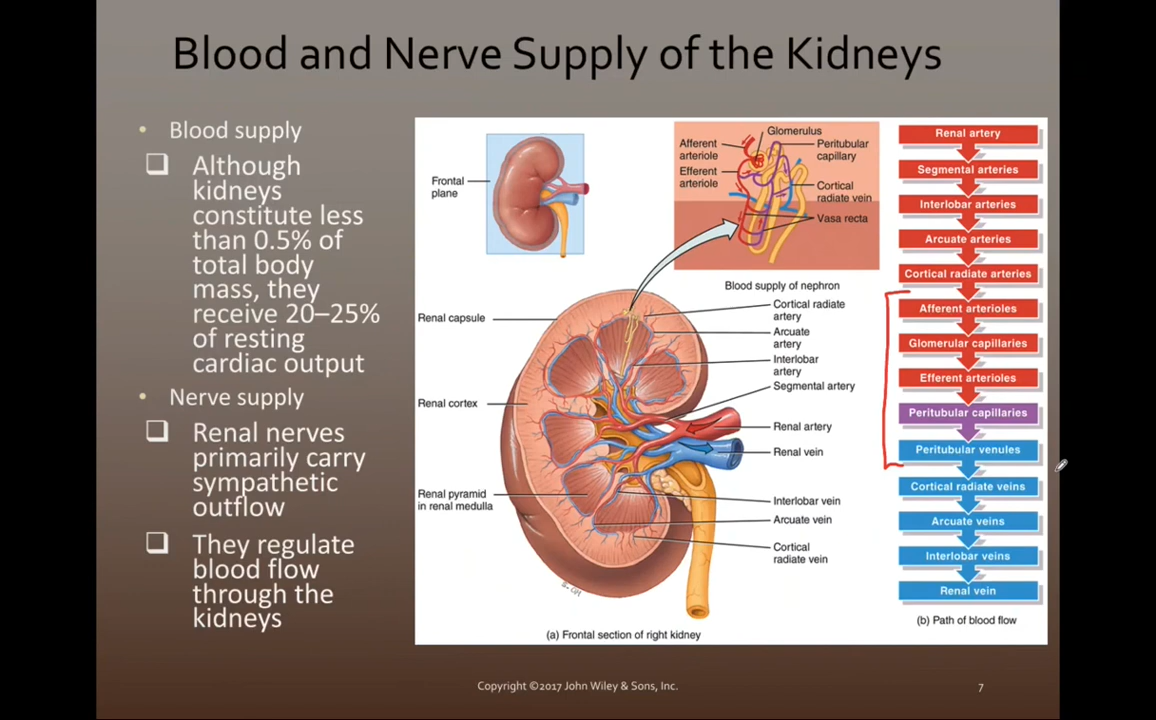 Blood and Nerve Supply of the Kidneys
• Blood supply
❑ Although
kidneys
constitute less
than 0.5% of
total body
mass, they
receive 20–25%
of resting
cardiac output
• Nerve supply
❑ Renal nerves
primarily carry
sympathetic
outflow
❑ They regulate
blood flow
through the
kidneys
Frontal
plane
Afferent
arteriole
Efferent
arteriole
Glomerulus
Peritubular
capillary
Cortical
radiate vein
Vasa recta
Blood supply of nephron
Renal capsule
Renal cortex
Renal pyramid
in renal medulla
Cortical radiate
artery
Arcuate
artery
Interlobar
artery
Segmental artery
Renal artery
Renal vein
Interlobar vein
Arcuate vein
Cortical
radiate vein
(a) Frontal section of right kidney
Renal artery
Segmental arteries
Interlobar arteries
Arcuate arteries
Cortical radiate arteries
Afferent arterioles
Glomerular capillaries
Efferent arterioles
Peritubular capillaries
Peritubular venules
Cortical radiate veins
Arcuate veins
Interlobar veins
Renal vein
(b) Path of blood flow
Copyright ©2017 John Wiley & Sons, Inc.
7